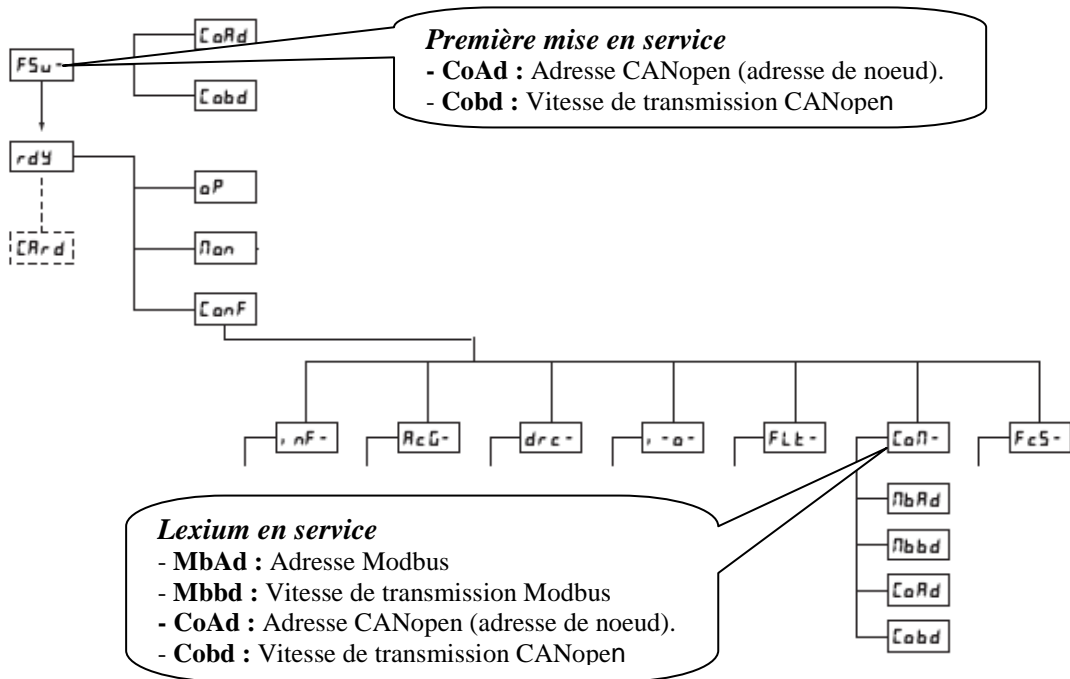 CoAd
Première mise en service
- CoAd : Adresse CANopen (adresse de noeud).
- Cobd : Vitesse de transmission CANopen
FSu-
Cobd
rdy
oP
CArd
Mon
ConF
inF-
AcG-
drc-
i-o-
FLt-
CoM-
FcS-
Lexium en service
- MbAd : Adresse Modbus
- Mbbd : Vitesse de transmission Modbus
- CoAd : Adresse CANopen (adresse de noeud).
- Cobd : Vitesse de transmission CANopen
MbAd
Mbbd
CoAd
Cobd